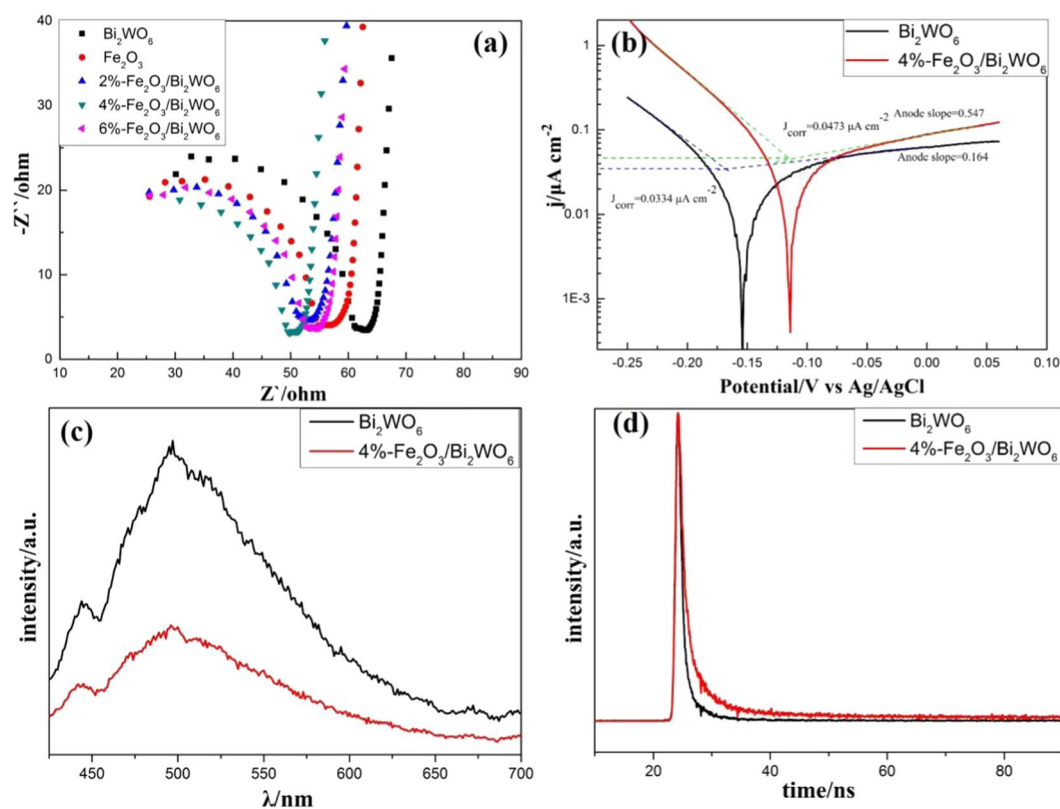 (a)
Bi₂WO₆
Fe₂O₃
2%-Fe₂O₃/Bi₂WO₆
4%-Fe₂O₃/Bi₂WO₆
6%-Fe₂O₃/Bi₂WO₆
-Z``/ohm
40
30
20
10
0
10 20 30 40 50 60 70 80 90
Z`/ohm
(b)
Bi₂WO₆
4%-Fe₂O₃/Bi₂WO₆
j/µA cm⁻²
1
0.1
0.01
1E-3
J corr=0.0473 µA cm⁻²
Anode slope=0.547
Anode slope=0.164
J corr=0.0334 µA cm⁻²
-0.25 -0.20 -0.15 -0.10 -0.05 0.00 0.05 0.10
Potential/V vs Ag/AgCl
(c)
Bi₂WO₆
4%-Fe₂O₃/Bi₂WO₆
intensity/a.u.
450 500 550 600 650 700
λ/nm
(d)
Bi₂WO₆
4%-Fe₂O₃/Bi₂WO₆
intensity/a.u.
20 40 60 80
time/ns